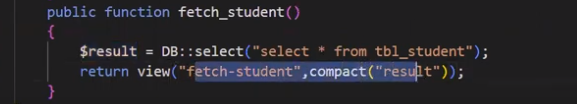 public function fetch_student()
{
$result = DB::select("select * from tbl_student");
return view("fetch-student",compact("result"));
}